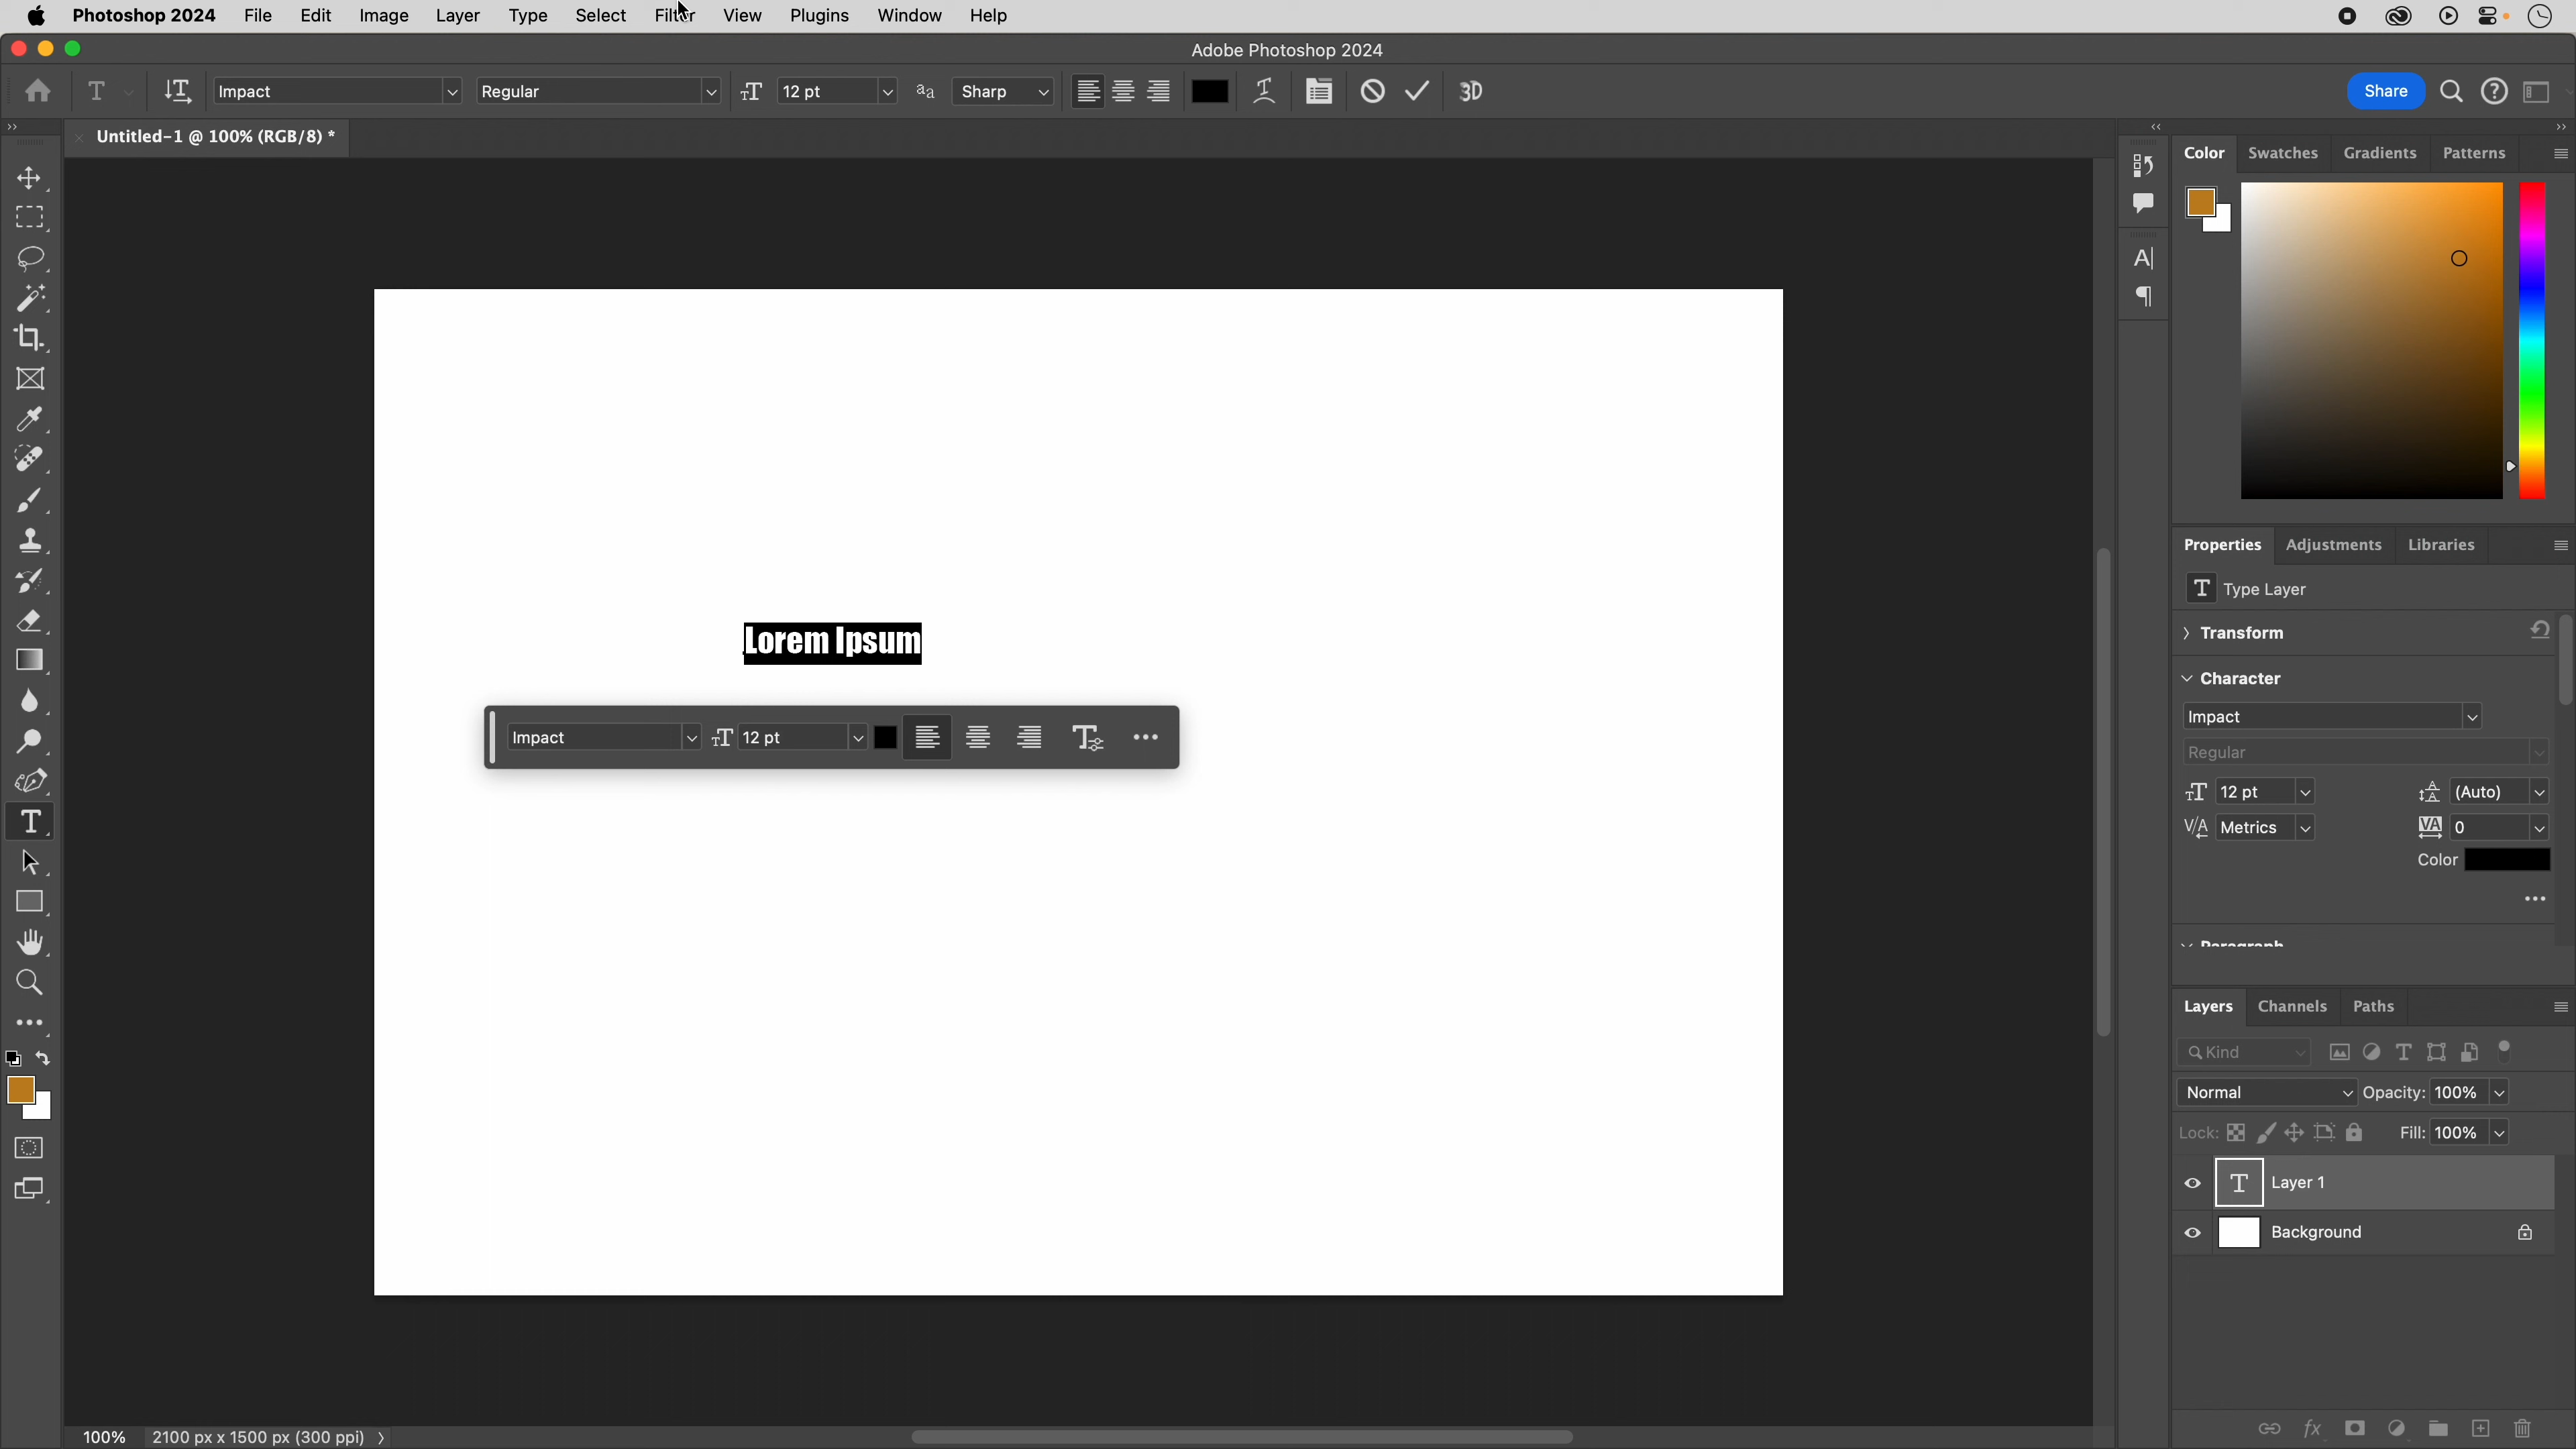 Photoshop 2024 File Edit Image Layer Type Select Filter View Plugins Window Help
Adobe Photoshop 2024
Impact Regular 12 pt Sharp 3D Share
Untitled-1 @ 100% (RGB/8) *
Color Swatches Gradients Patterns
Lorem Ipsum
Impact 12 pt
Properties Adjustments Libraries
Type Layer
Transform
Character
Impact
Regular
12 pt (Auto)
Metrics 0
Color
Paragraph
Layers Channels Paths
Kind
Normal Opacity: 100%
Lock: Fill: 100%
Layer 1
Background
100% 2100 px x 1500 px (300 ppi)